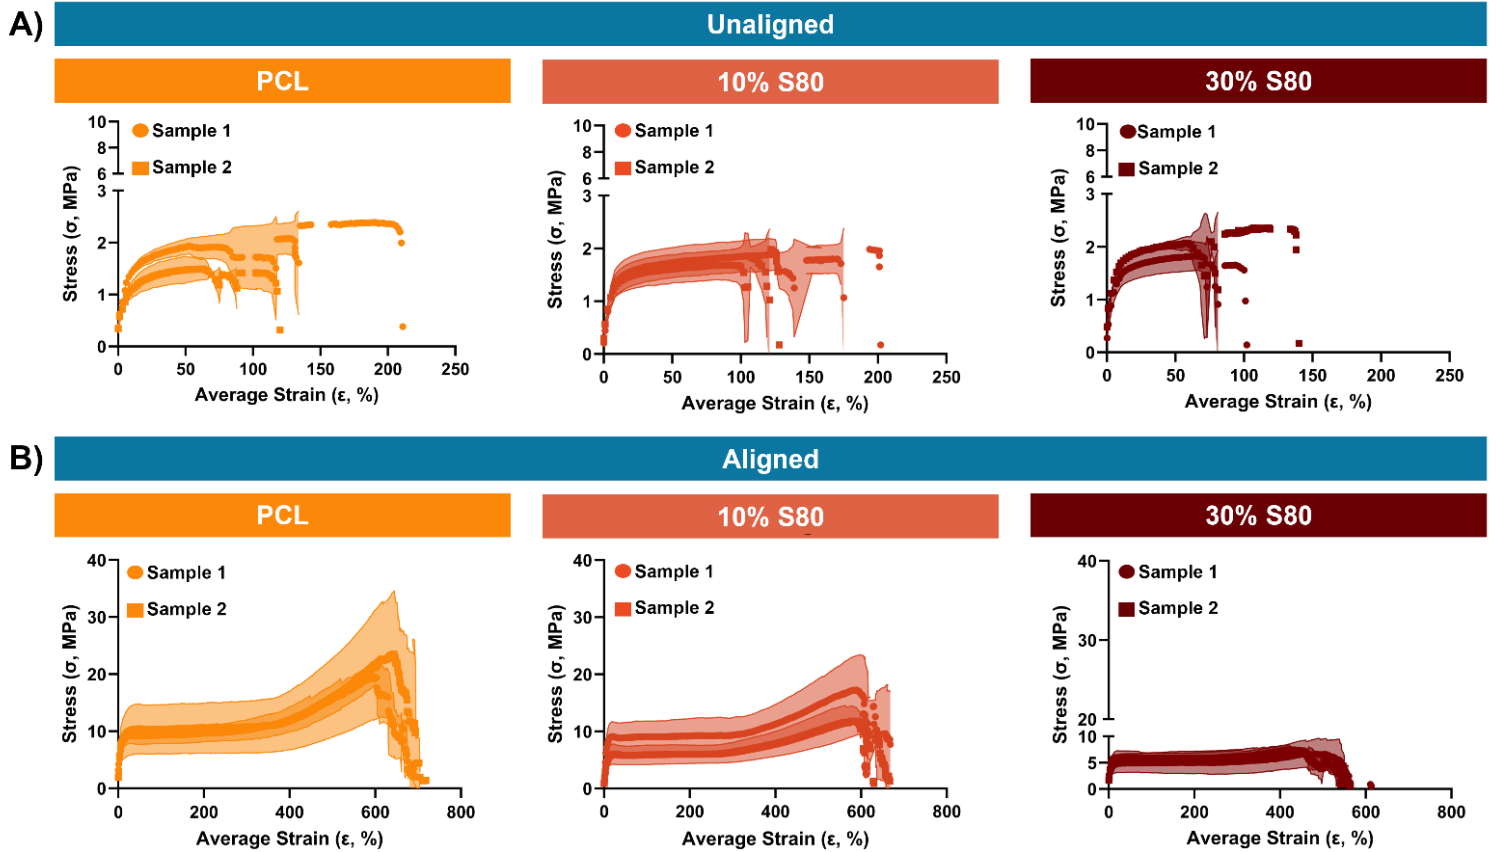 A)
Unaligned
PCL
10% S80
30% S80
Stress (σ, MPa)
10
8
6
3
2
1
0
Sample 1
Sample 2
0 50 100 150 200 250
Average Strain (ε, %)
Stress (σ, MPa)
10
8
6
3
2
1
0
Sample 1
Sample 2
0 50 100 150 200 250
Average Strain (ε, %)
Stress (σ, MPa)
10
8
6
3
2
1
0
Sample 1
Sample 2
0 50 100 150 200 250
Average Strain (ε, %)
B)
Aligned
PCL
10% S80
30% S80
Stress (σ, MPa)
40
30
20
10
0
Sample 1
Sample 2
0 200 400 600 800
Average Strain (ε, %)
Stress (σ, MPa)
40
30
20
10
0
Sample 1
Sample 2
0 200 400 600 800
Average Strain (ε, %)
Stress (σ, MPa)
40
30
20
10
5
0
Sample 1
Sample 2
0 200 400 600 800
Average Strain (ε, %)